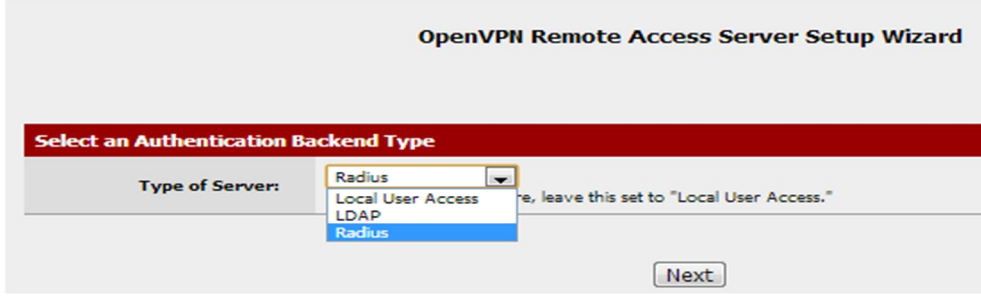 OpenVPN Remote Access Server Setup Wizard
Select an Authentication Backend Type
Type of Server:
Radius
Local User Access
re, leave this set to "Local User Access."
LDAP
Radius
Next